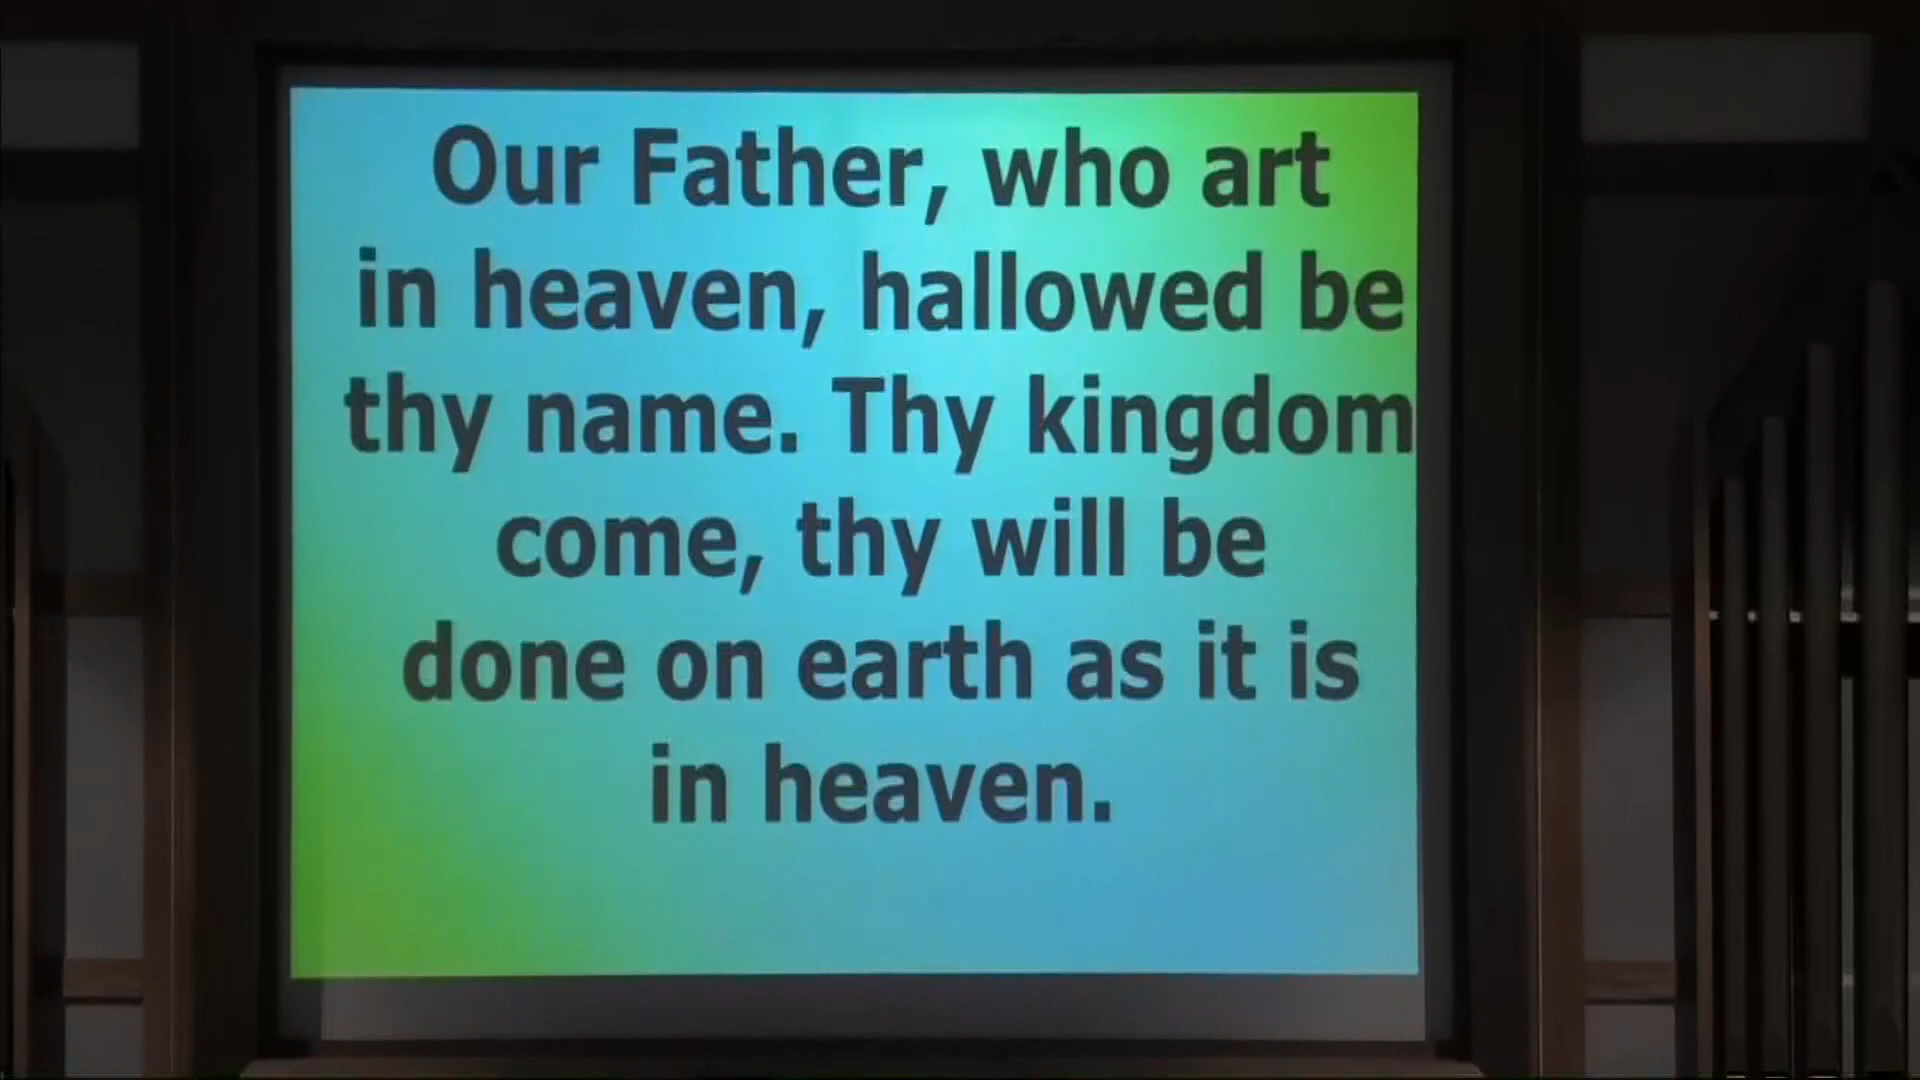 Our Father, who art
in heaven, hallowed be
thy name. Thy kingdom
come, thy will be
done on earth as it is
in heaven.